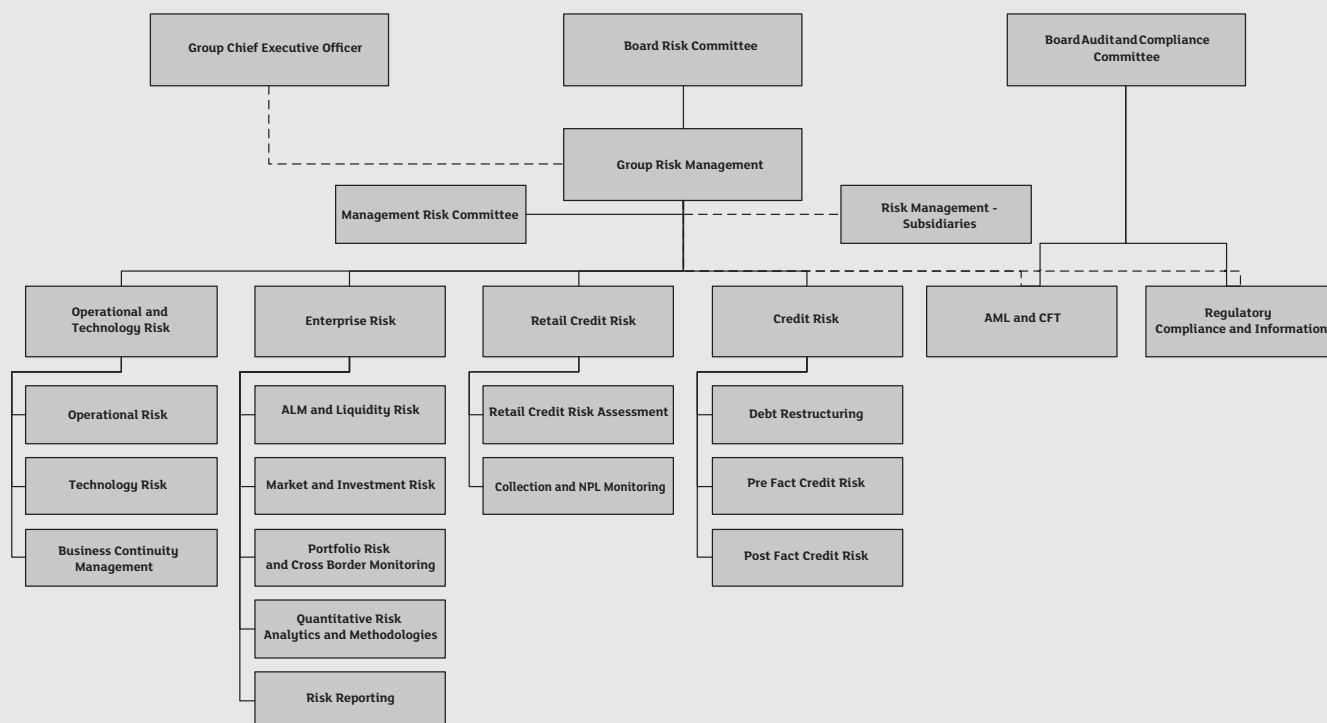 Group Chief Executive Officer
Board Risk Committee
Board Audit and Compliance
Committee
Group Risk Management
Management Risk Committee
Risk Management -
Subsidiaries
Operational and
Technology Risk
Enterprise Risk
Retail Credit Risk
Credit Risk
AML and CFT
Regulatory
Compliance and Information
Operational Risk
ALM and Liquidity Risk
Retail Credit Risk Assessment
Debt Restructuring
Technology Risk
Market and Investment Risk
Collection and NPL Monitoring
Pre Fact Credit Risk
Business Continuity
Management
Portfolio Risk
and Cross Border Monitoring
Post Fact Credit Risk
Quantitative Risk
Analytics and Methodologies
Risk Reporting